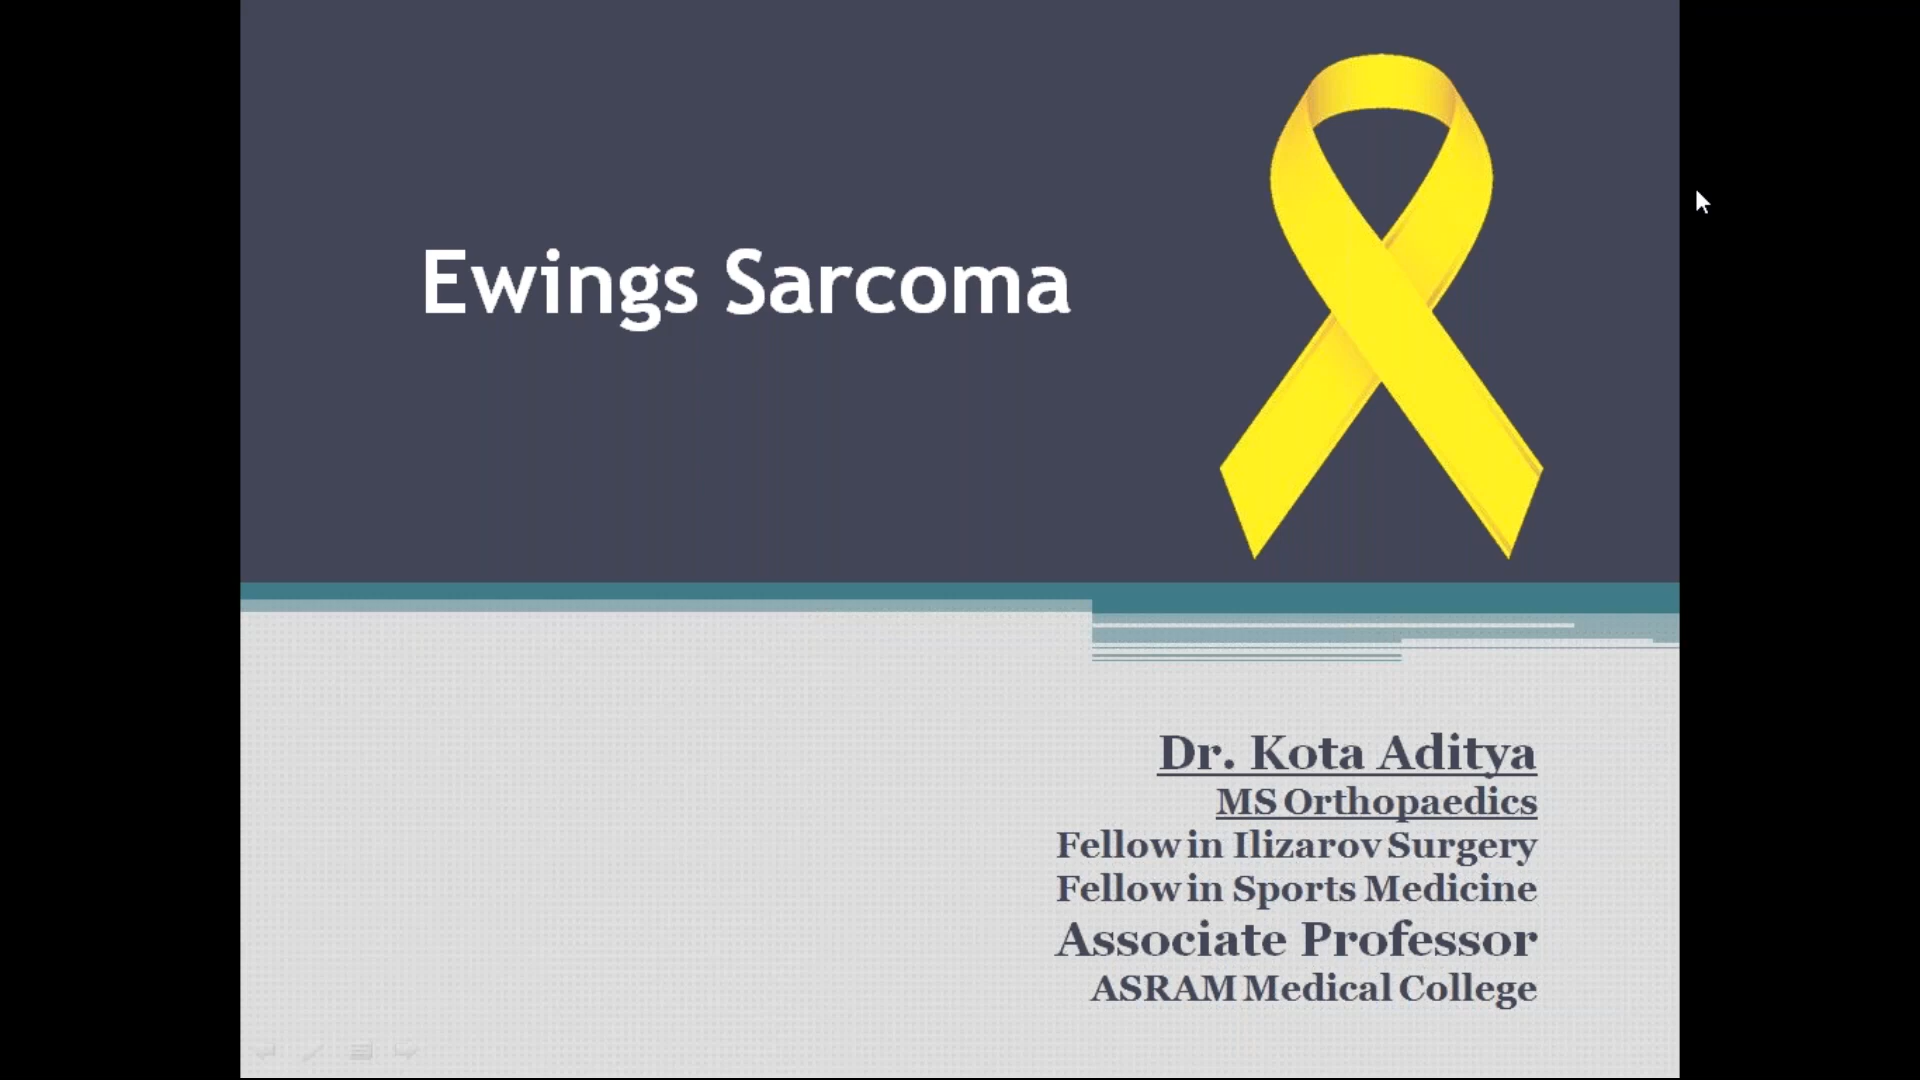 Ewings Sarcoma
Dr. Kota Aditya
MS Orthopaedics
Fellow in Ilizarov Surgery
Fellow in Sports Medicine
Associate Professor
ASRAM Medical College